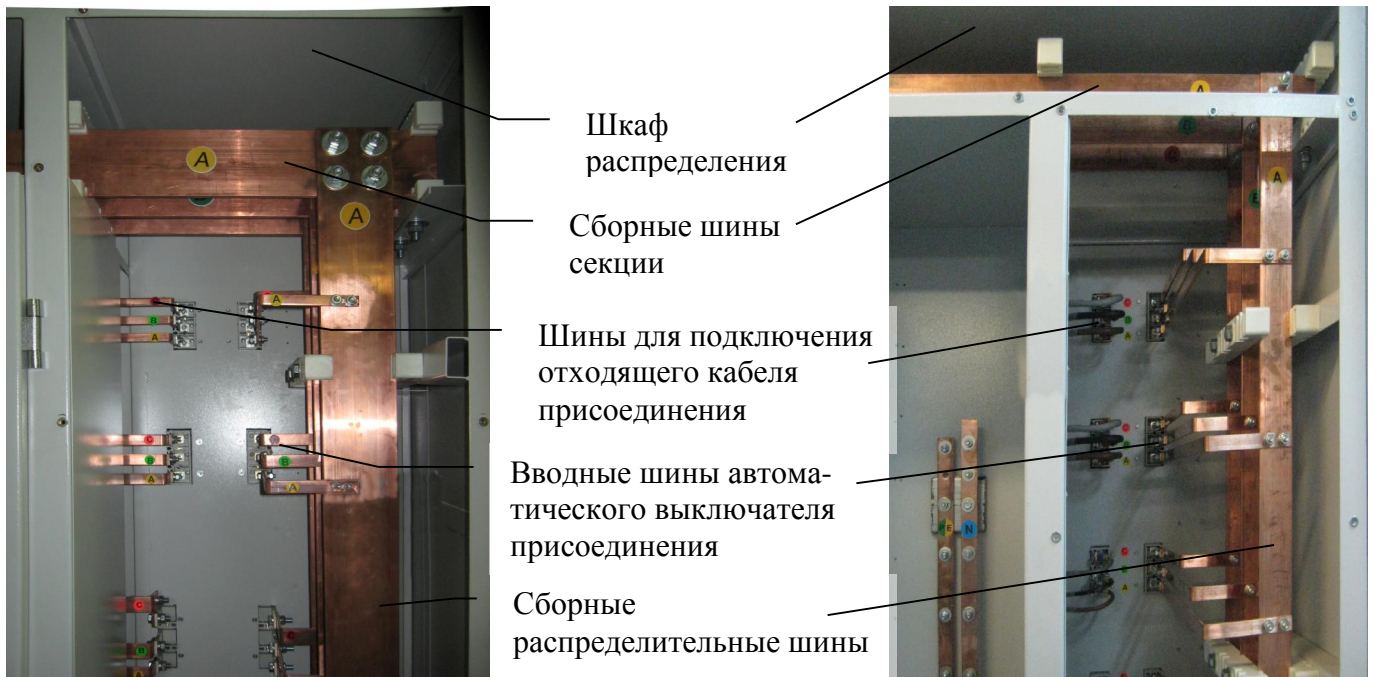 Шкаф
распределения
Сборные шины
секции
Шины для подключения
отходящего кабеля
присоединения
Вводные шины автома-
тического выключателя
присоединения
Сборные
распределительные шины
A
A
A
B
A
C
B
A
B
A
C
B
A
C
A
A
B
C
B
A
A
E
N